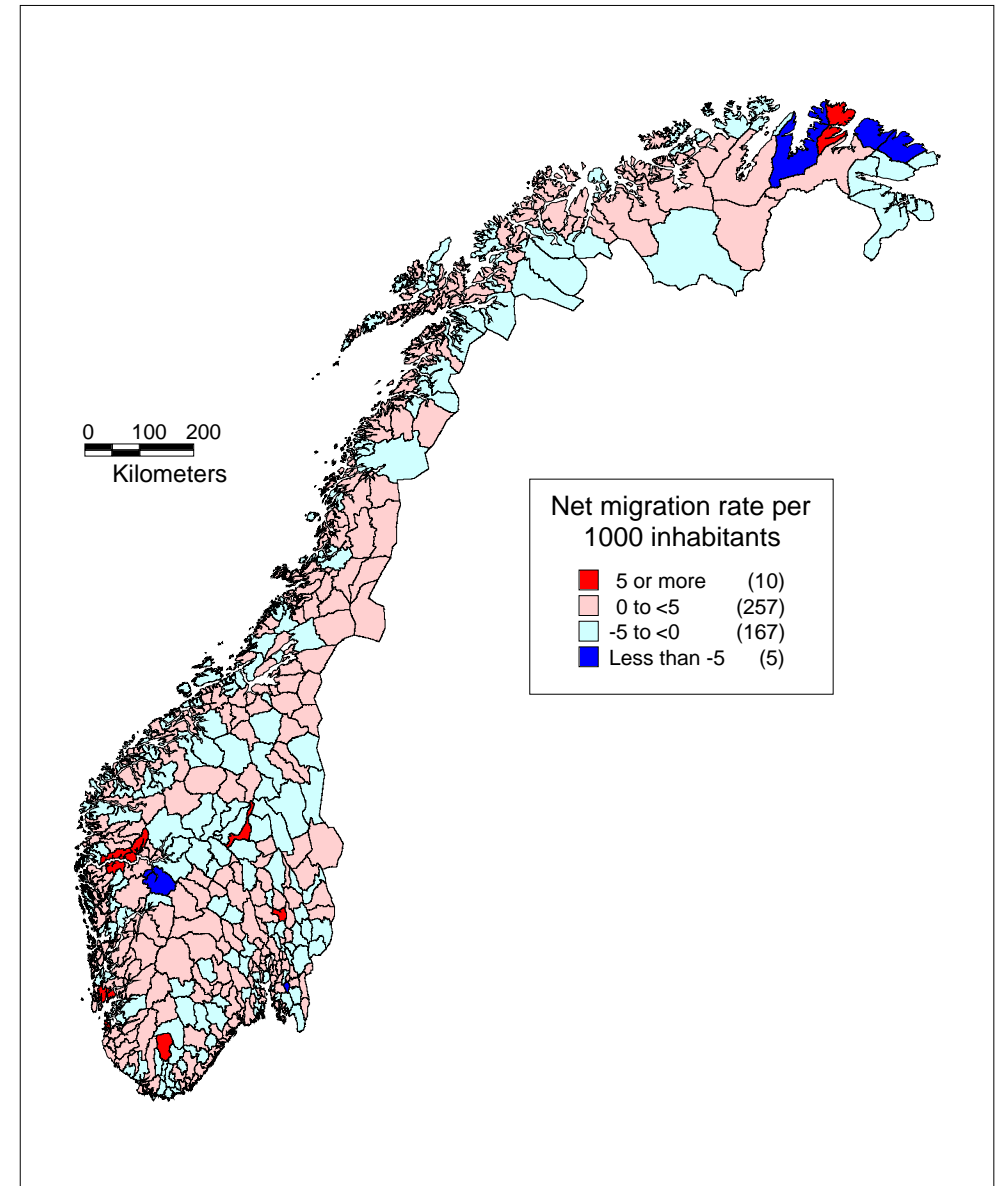 0 100 200
Kilometers
Net migration rate per
1000 inhabitants
5 or more (10)
0 to <5 (257)
-5 to <0 (167)
Less than -5 (5)